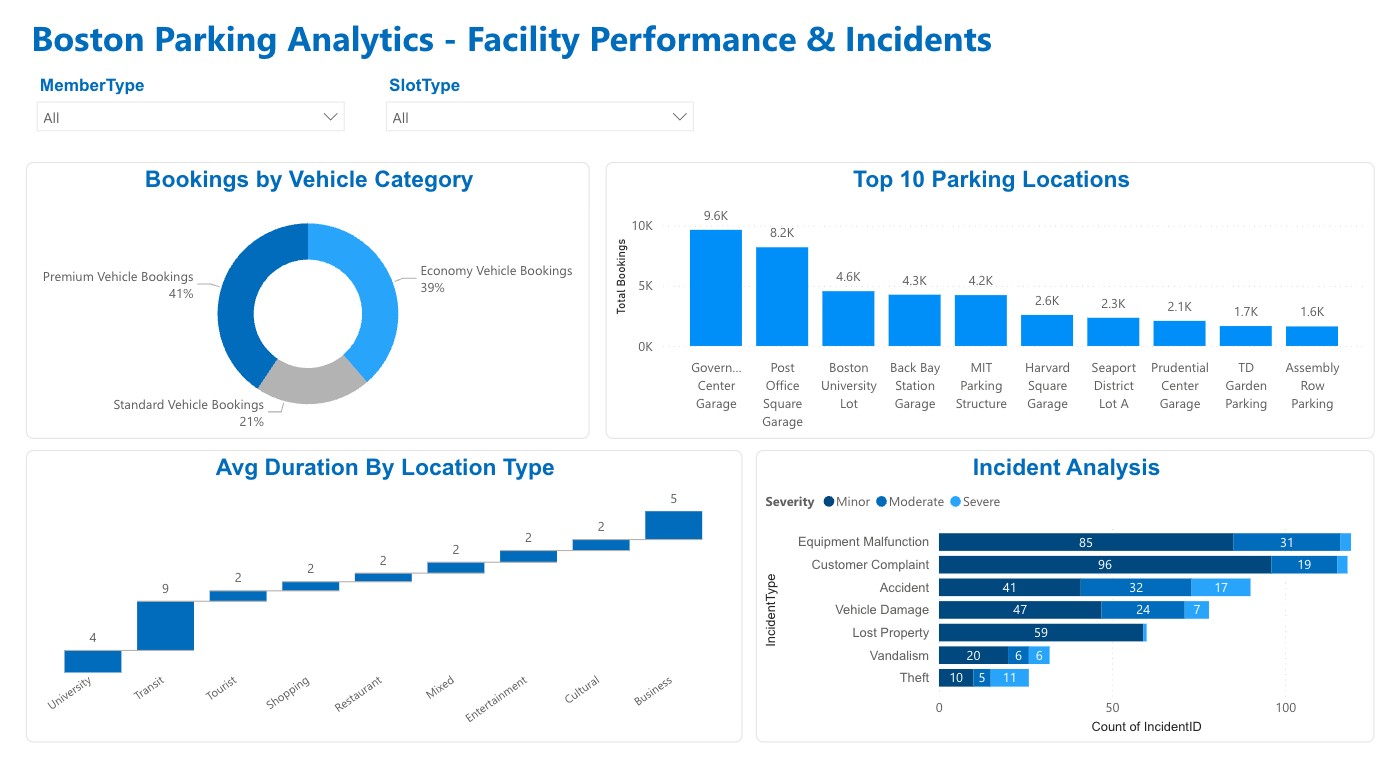 Boston Parking Analytics - Facility Performance & Incidents
MemberType
SlotType
All
All
Bookings by Vehicle Category
Premium Vehicle Bookings
41%
Economy Vehicle Bookings
39%
Standard Vehicle Bookings
21%
Top 10 Parking Locations
Total Bookings
10K
5K
0K
9.6K
8.2K
4.6K
4.3K
4.2K
2.6K
2.3K
2.1K
1.7K
1.6K
Govern...
Center
Garage
Post
Office
Square
Garage
Boston
University
Lot
Back Bay
Station
Garage
MIT
Parking
Structure
Harvard
Square
Garage
Seaport
District
Lot A
Prudential
Center
Garage
TD
Garden
Parking
Assembly
Row
Parking
Avg Duration By Location Type
4
9
2
2
2
2
2
2
5
University
Transit
Tourist
Shopping
Restaurant
Mixed
Entertainment
Cultural
Business
Incident Analysis
Severity Minor Moderate Severe
IncidentType
Equipment Malfunction 85 31
Customer Complaint 96 19
Accident 41 32 17
Vehicle Damage 47 24 7
Lost Property 59
Vandalism 20 6 6
Theft 10 5 11
0 50 100
Count of IncidentID